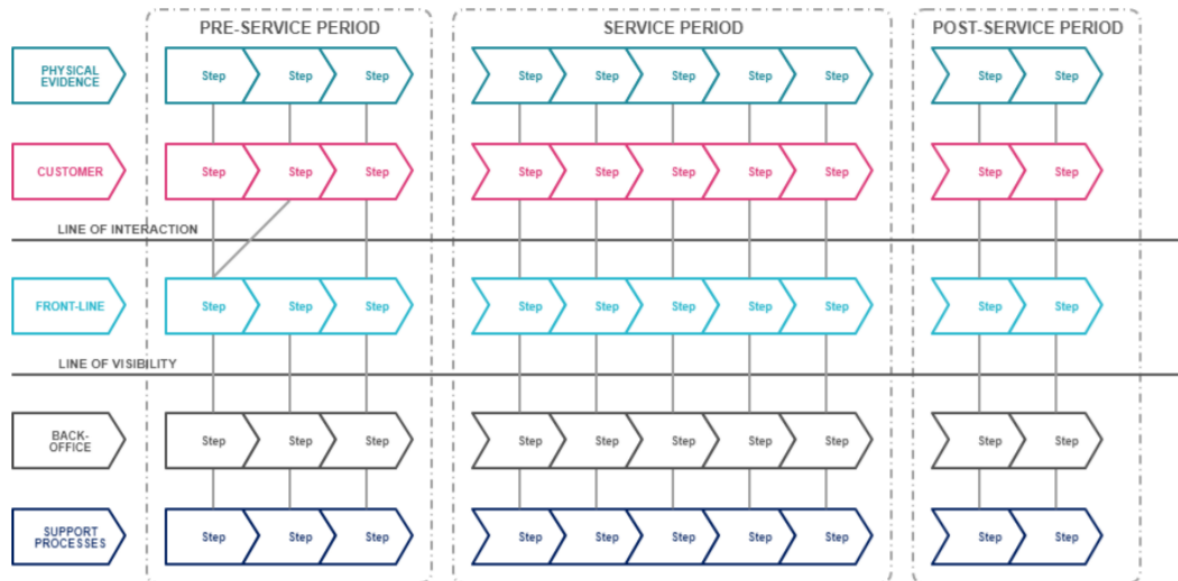 PRE-SERVICE PERIOD
SERVICE PERIOD
POST-SERVICE PERIOD
PHYSICAL
EVIDENCE
Step Step Step Step Step Step Step Step Step Step
CUSTOMER
Step Step Step Step Step Step Step Step Step Step
LINE OF INTERACTION
FRONT-LINE
Step Step Step Step Step Step Step Step Step Step
LINE OF VISIBILITY
BACK-
OFFICE
Step Step Step Step Step Step Step Step Step Step
SUPPORT
PROCESSES
Step Step Step Step Step Step Step Step Step Step